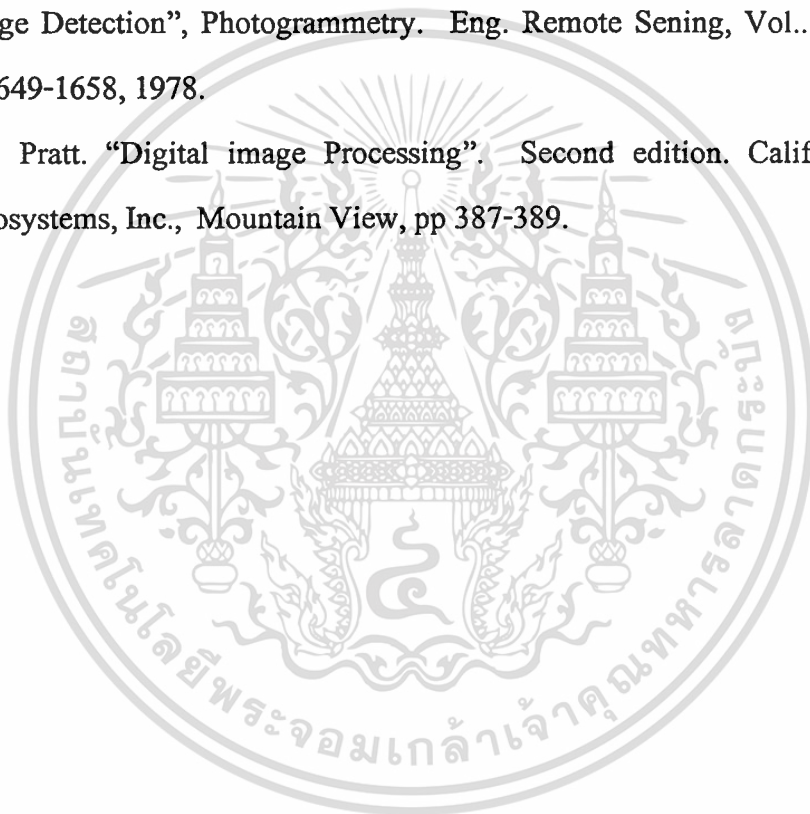 ge Detection”, Photogrammetry. Eng. Remote Sening, Vol..
649-1658, 1978.
Pratt. “Digital image Processing”. Second edition. Calif
osystems, Inc., Mountain View, pp 387-389.
สถาบันเทคโนโลยีพระจอมเกล้าเจ้าคุณทหารลาดกระบัง
๔